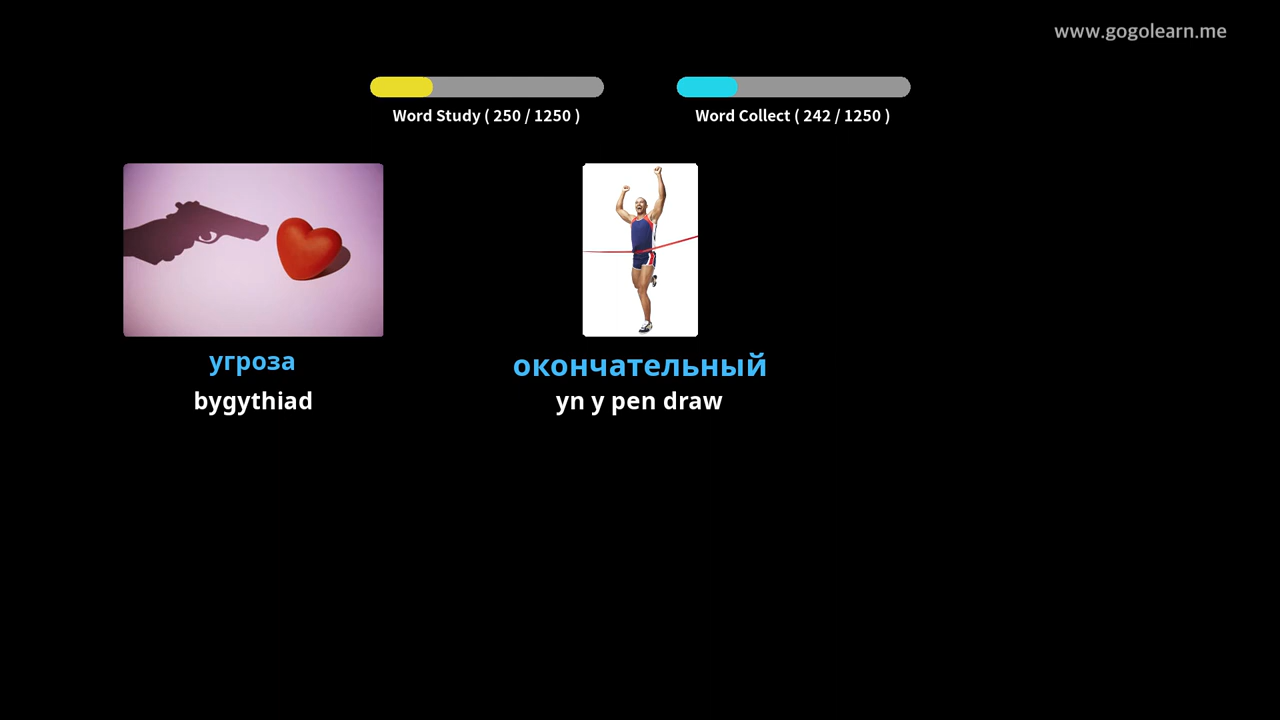 www.gogolearn.me
Word Study ( 250 / 1250 )
Word Collect ( 242 / 1250 )
угроза
bygythiad
окончательный
yn y pen draw